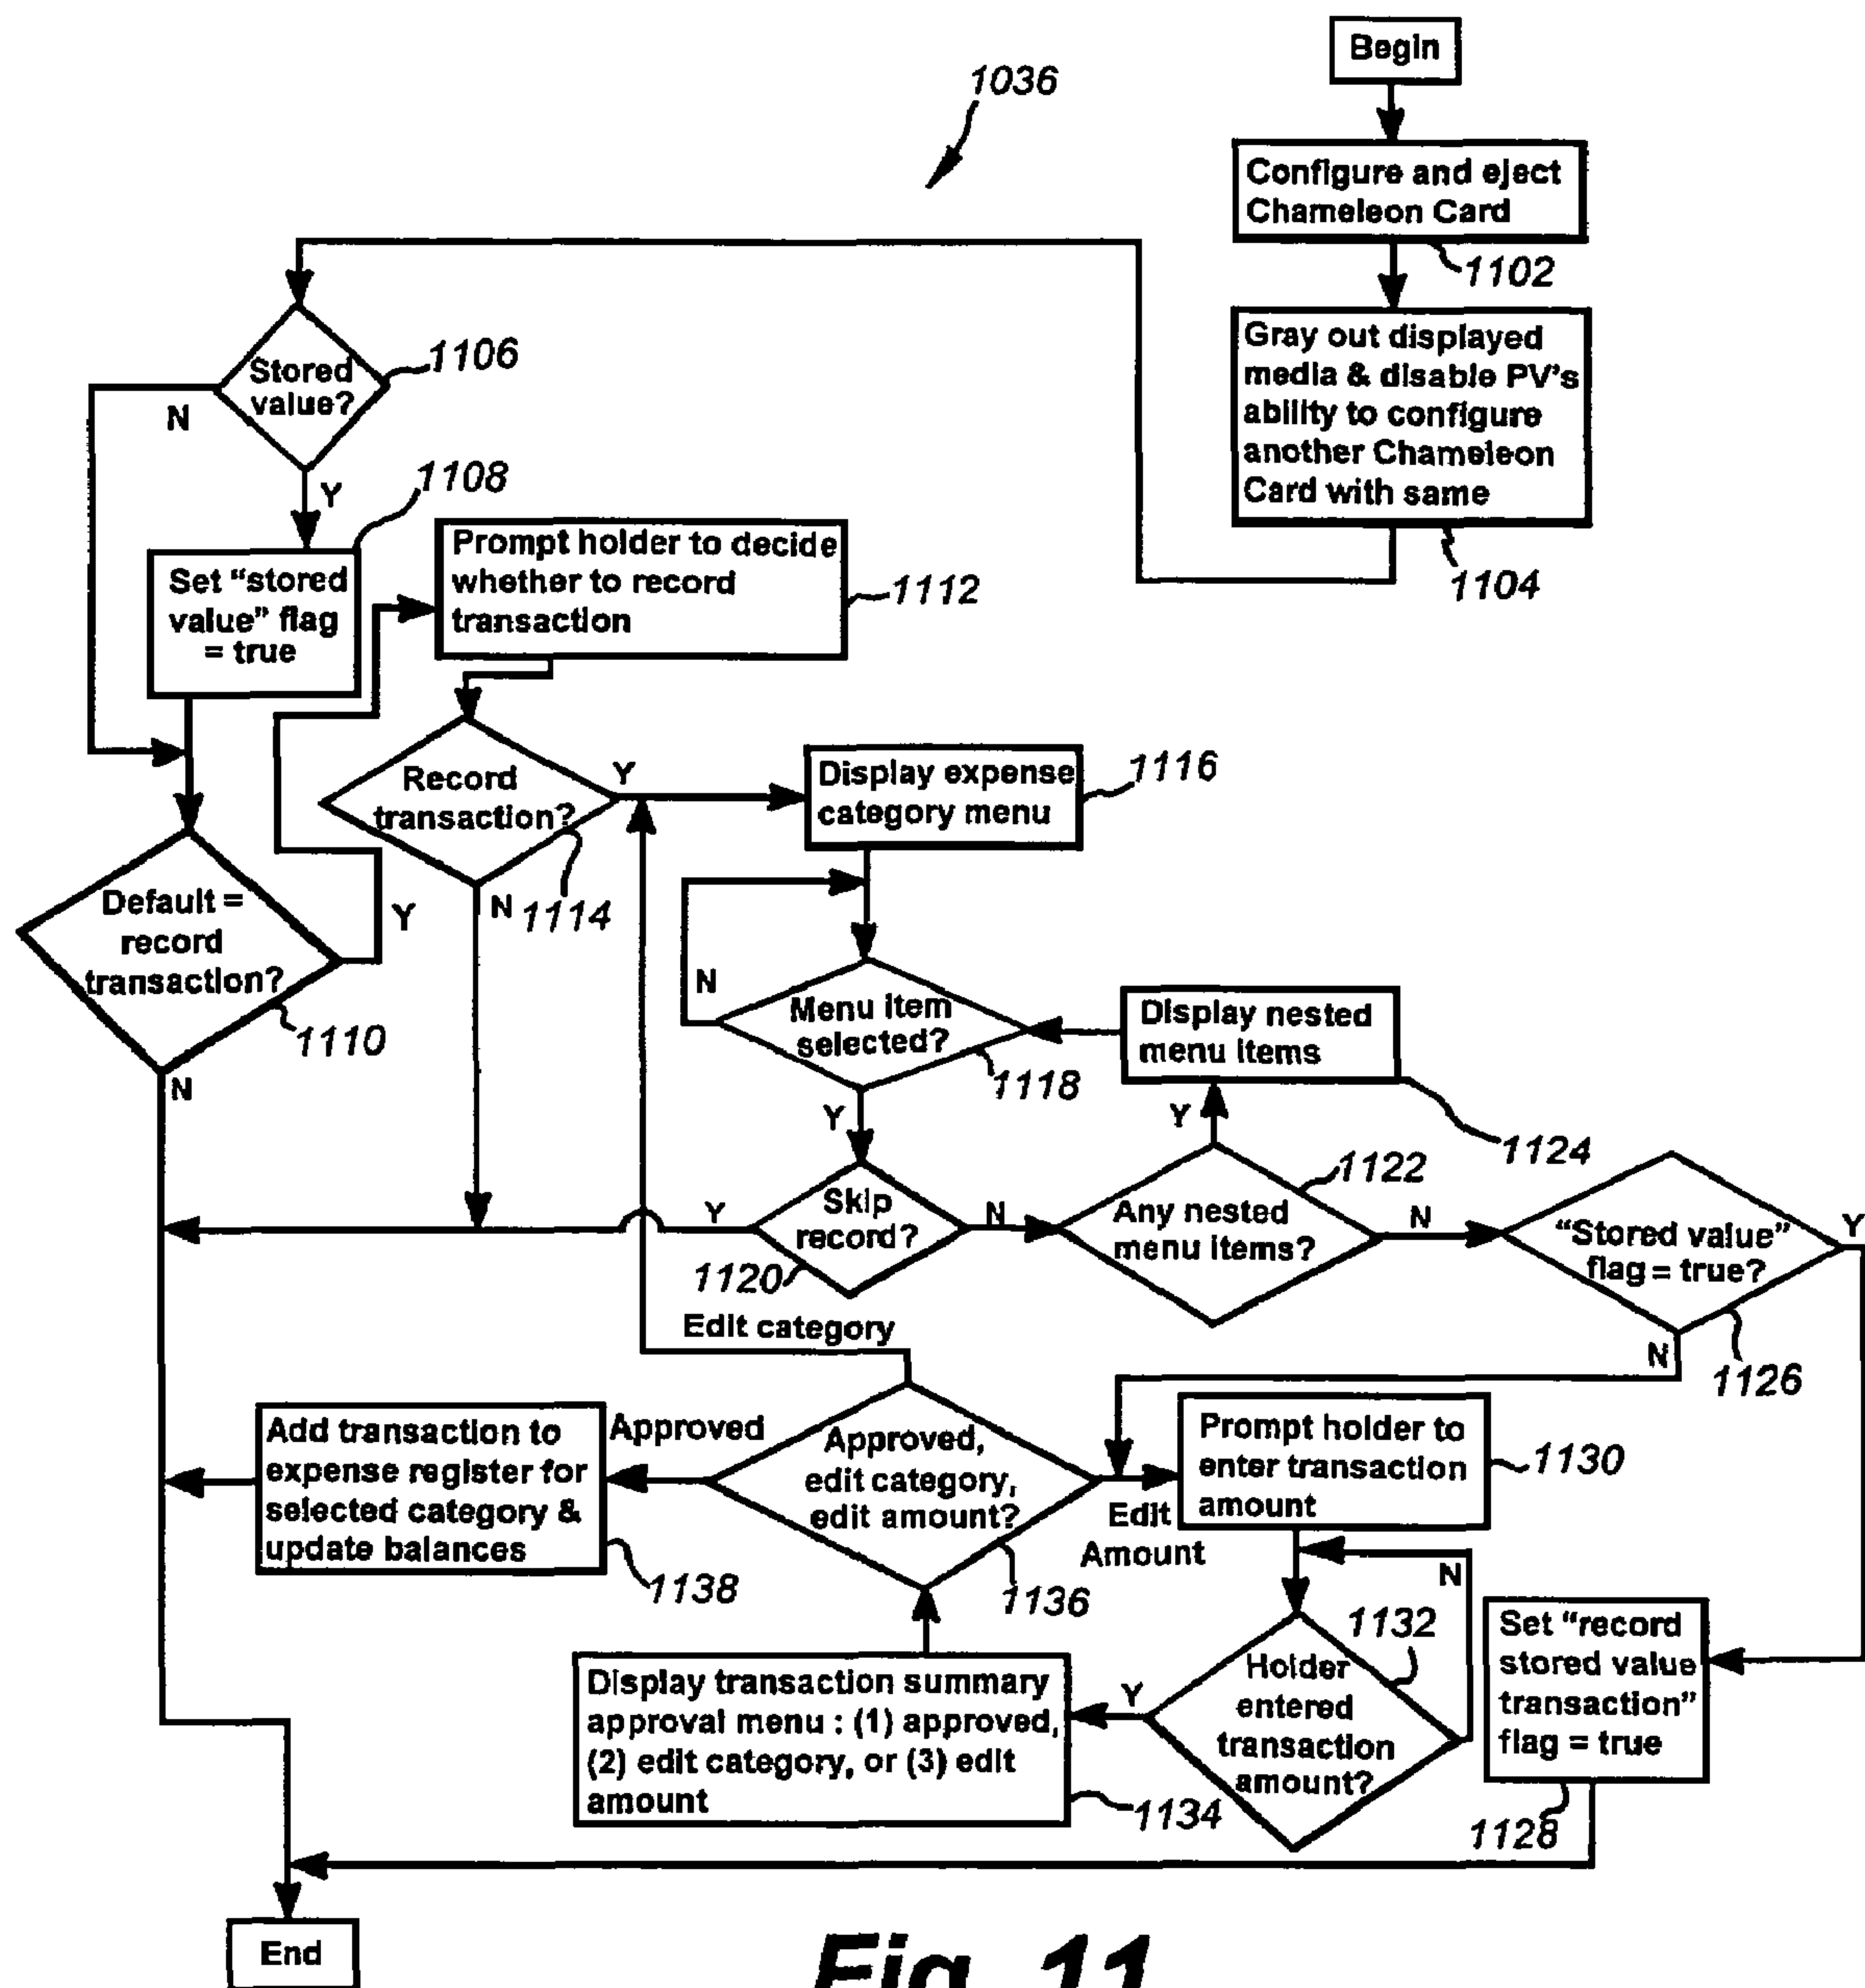 Begin
1036
Configure and eject
Chameleon Card
1102
Gray out displayed
media & disable PV's
ability to configure
another Chameleon
Card with same
1104
Stored
value?
1106
N
Y
1108
Set “stored
value” flag
= true
Prompt holder to decide
whether to record
transaction
1112
Record
transaction?
Y
N
1114
Display expense
category menu
1116
Default =
record
transaction?
Y
1110
N
N
Menu item
selected?
1118
Y
Display nested
menu items
1124
Y
Skip
record?
Y
N
1120
Any nested
menu items?
1122
N
“Stored value”
flag = true?
Y
N
1126
Edit category
Approved,
edit category,
edit amount?
1136
Approved
Edit
Amount
Add transaction to
expense register for
selected category &
update balances
1138
Prompt holder to
enter transaction
amount
1130
N
1132
Holder
entered
transaction
amount?
Y
Display transaction summary
approval menu : (1) approved,
(2) edit category, or (3) edit
amount
1134
Set “record
stored value
transaction”
flag = true
1128
End
Fig. 11